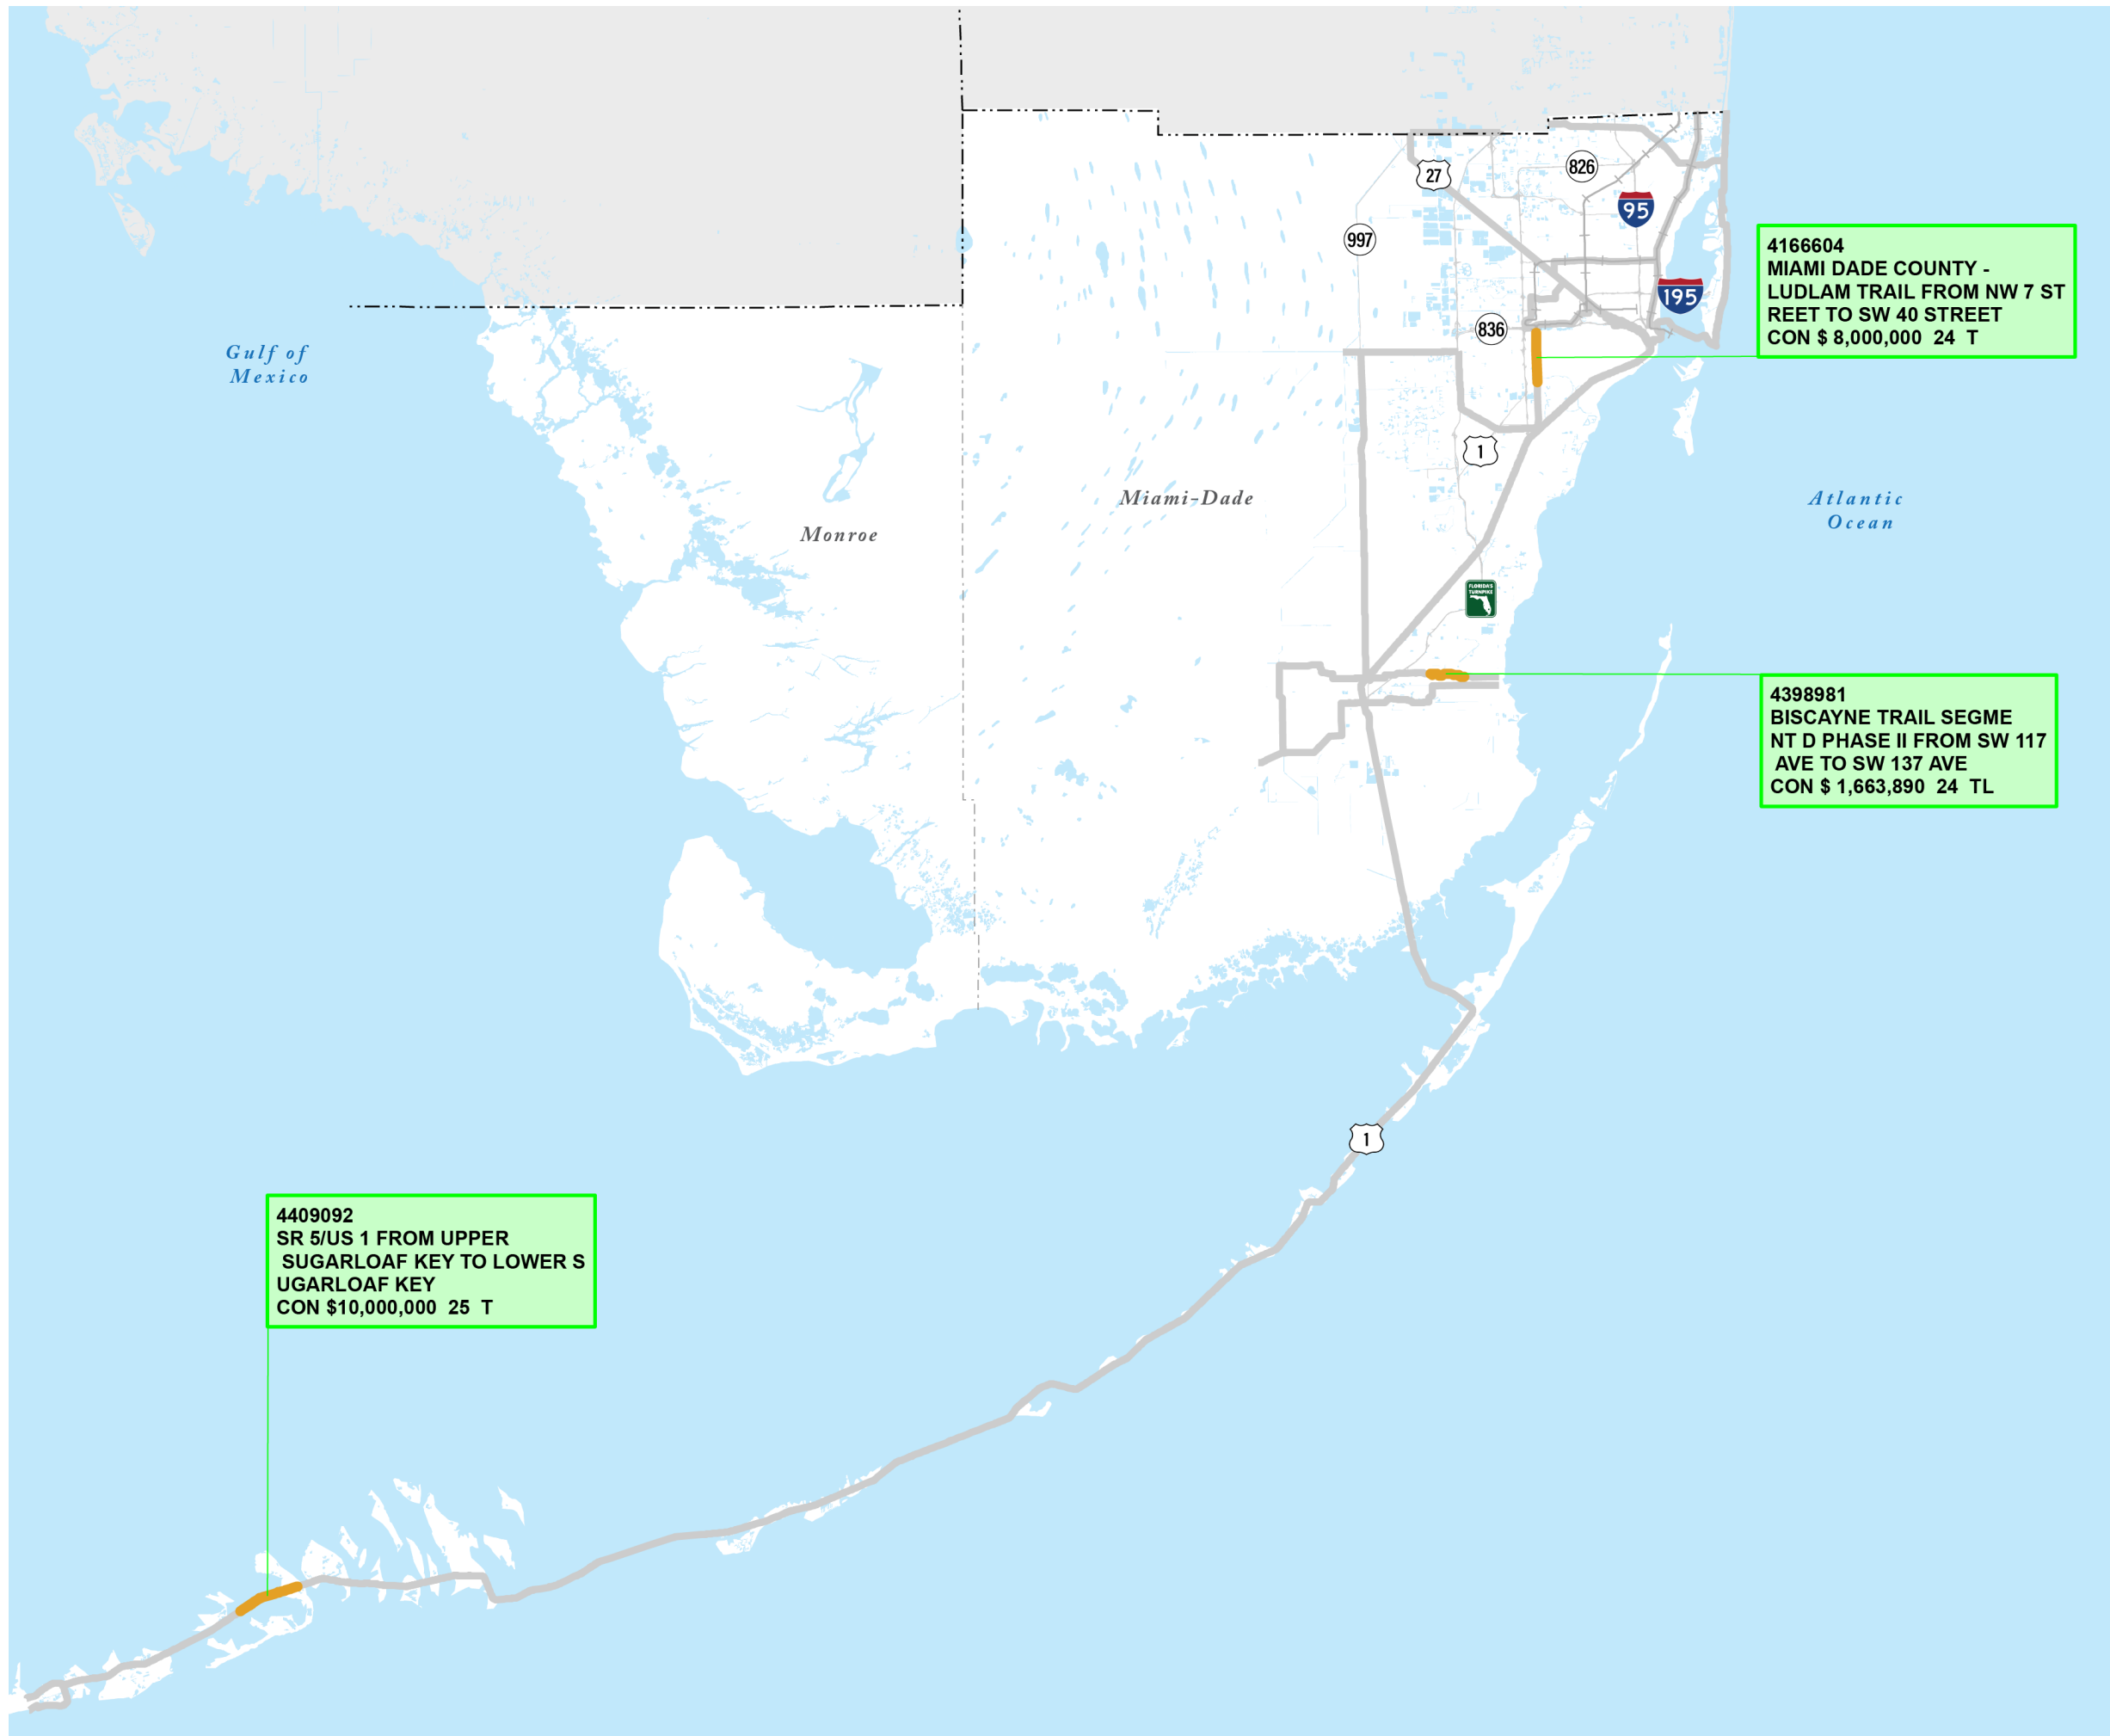 27
826
95
997
195
836
4166604
MIAMI DADE COUNTY -
LUDLAM TRAIL FROM NW 7 ST
REET TO SW 40 STREET
CON $ 8,000,000  24  T
Gulf of
Mexico
1
Miami-Dade
Atlantic
Ocean
Monroe
FLORIDA'S
TURNPIKE
4398981
BISCAYNE TRAIL SEGME
NT D PHASE II FROM SW 117
AVE TO SW 137 AVE
CON $ 1,663,890  24  TL
1
4409092
SR 5/US 1 FROM UPPER
SUGARLOAF KEY TO LOWER S
UGARLOAF KEY
CON $10,000,000  25  T